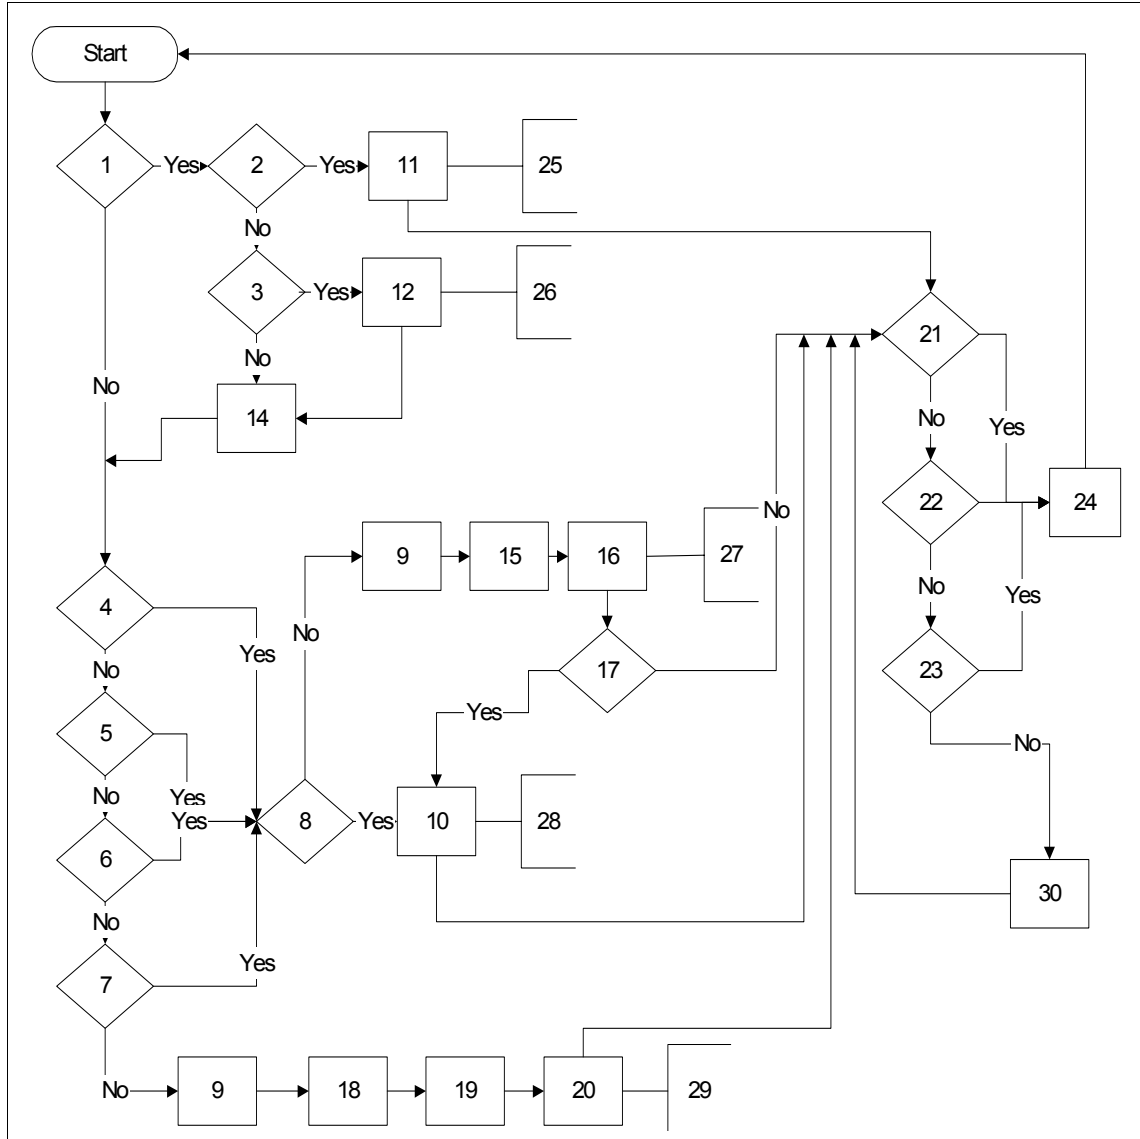 Start
1
Yes
2
Yes
11
25
No
No
3
Yes
12
26
No
14
21
No
Yes
22
24
No
9
15
16
27
No
Yes
4
Yes
No
No
23
17
5
Yes
No
No
Yes
Yes
8
Yes
10
28
6
No
30
7
Yes
No
9
18
19
20
29